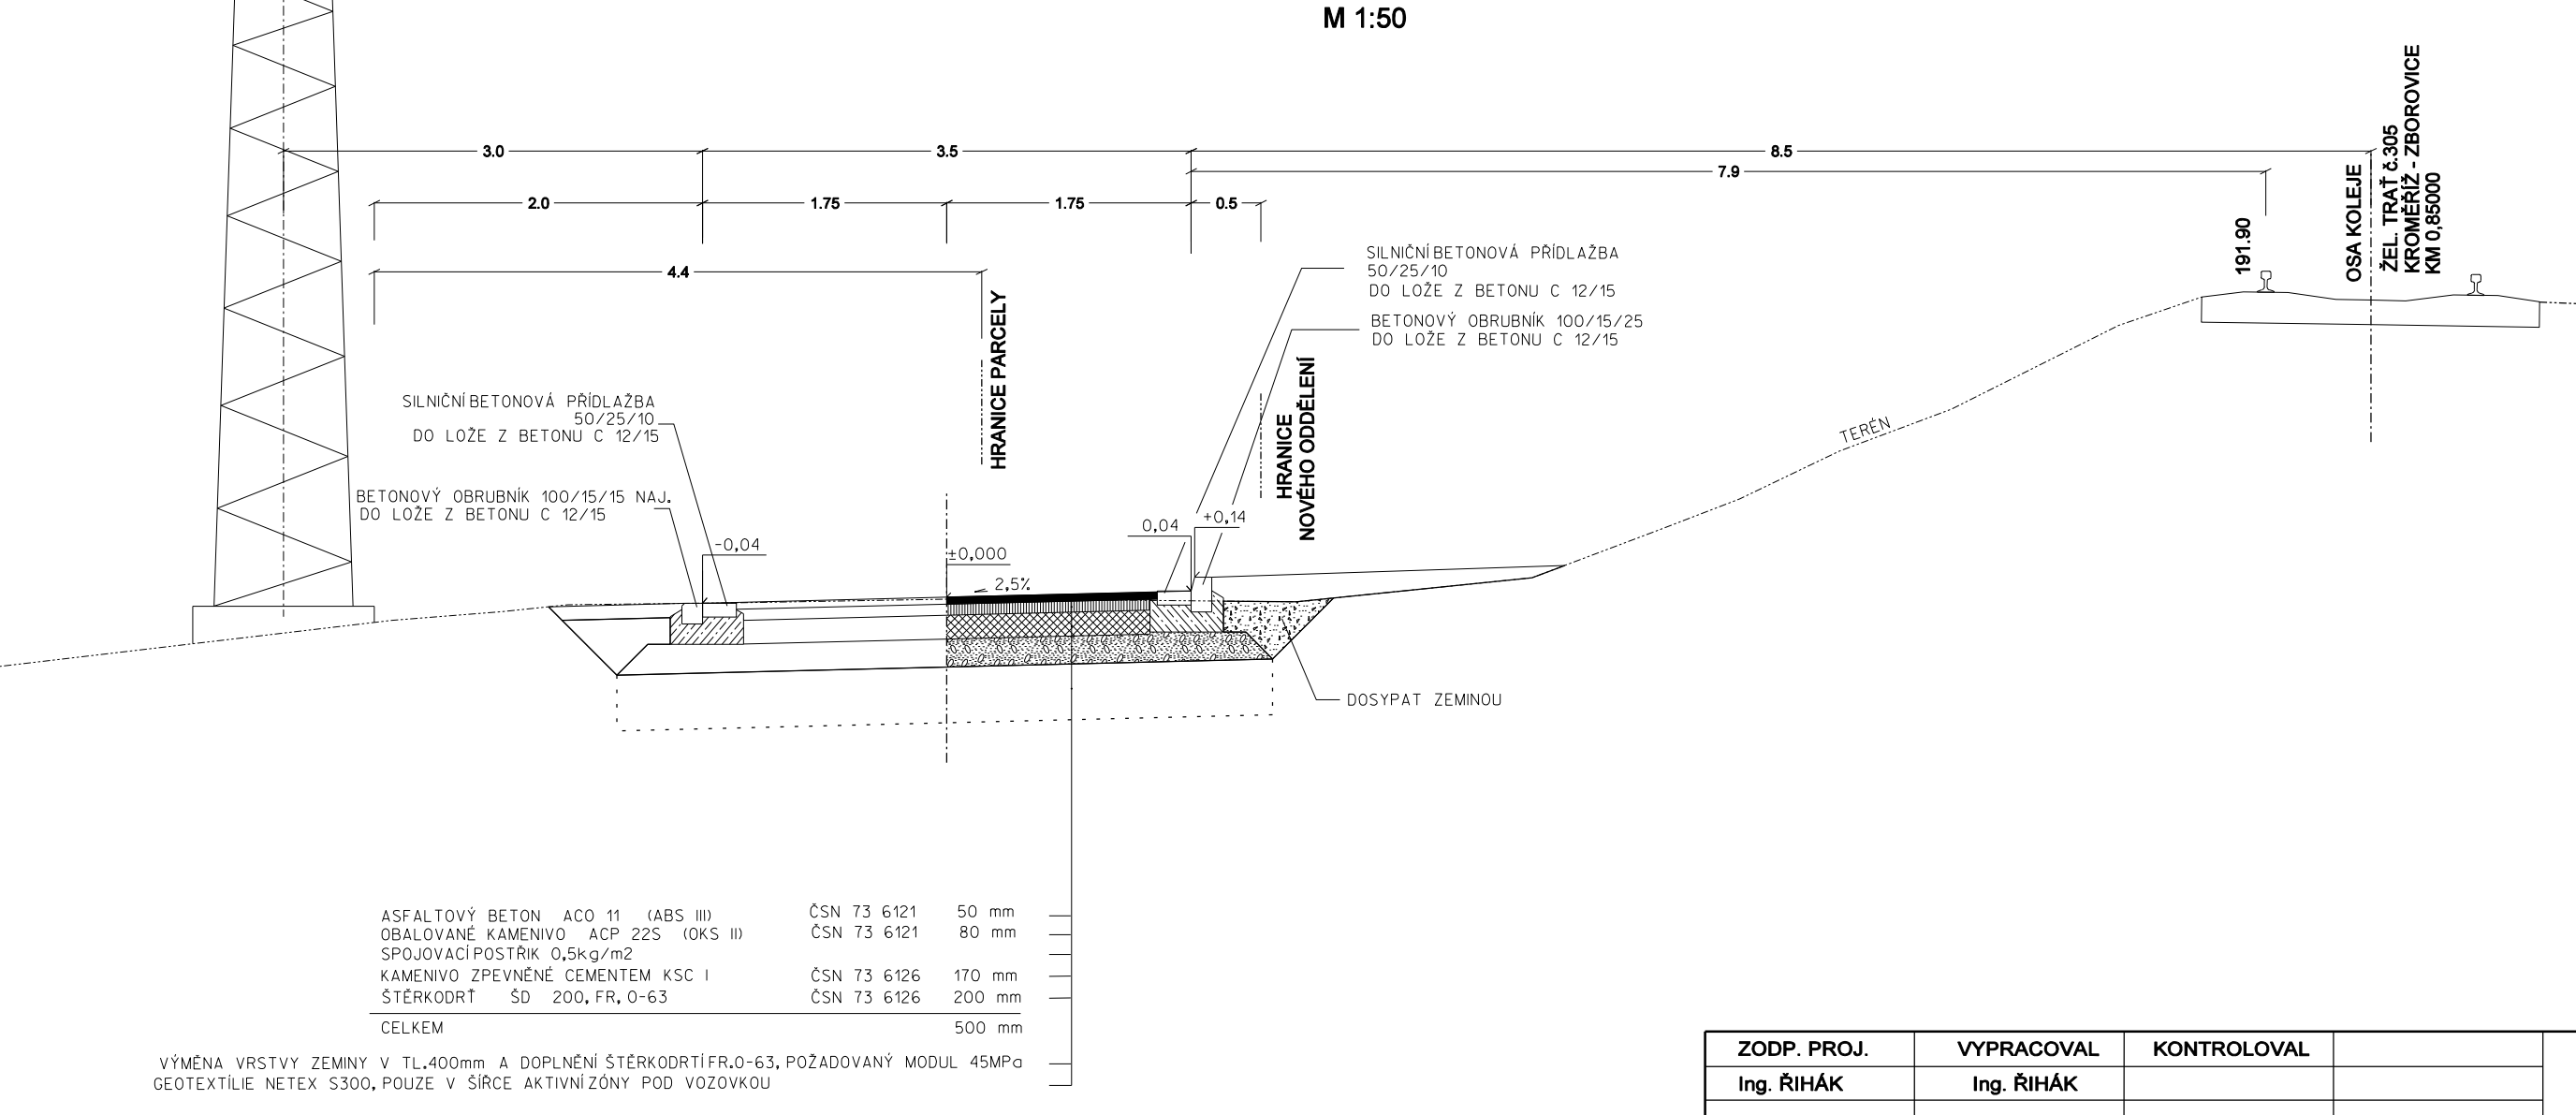 M 1:50
3.0
3.5
8.5
7.9
2.0
1.75
1.75
0.5
4.4
191.90
OSA KOLEJE
ŽEL. TRAŤ č.305
KROMĚŘÍŽ - ZBOROVICE
KM 0,85000
SILNIČNÍ BETONOVÁ PŘÍDLAŽBA
50/25/10
DO LOŽE Z BETONU C 12/15
BETONOVÝ OBRUBNÍK 100/15/25
DO LOŽE Z BETONU C 12/15
HRANICE PARCELY
HRANICE
NOVÉHO ODDĚLENÍ
SILNIČNÍ BETONOVÁ PŘÍDLAŽBA
50/25/10
DO LOŽE Z BETONU C 12/15
BETONOVÝ OBRUBNÍK 100/15/15 NAJ.
DO LOŽE Z BETONU C 12/15
TERÉN
-0,04
±0,000
2,5%
0,04
+0,14
DOSYPAT ZEMINOU
ASFALTOVÝ BETON ACO 11 (ABS III) ČSN 73 6121 50 mm
OBALOVANÉ KAMENIVO ACP 22S (OKS II) ČSN 73 6121 80 mm
SPOJOVACÍ POSTŘIK 0,5kg/m2
KAMENIVO ZPEVNĚNÉ CEMENTEM KSC I ČSN 73 6126 170 mm
ŠTĚRKODRŤ ŠD 200, FR, 0-63 ČSN 73 6126 200 mm
CELKEM 500 mm
VÝMĚNA VRSTVY ZEMINY V TL.400mm A DOPLNĚNÍ ŠTĚRKODRTÍ FR.0-63, POŽADOVANÝ MODUL 45MPa
GEOTEXTÍLIE NETEX S300, POUZE V ŠÍŘCE AKTIVNÍ ZÓNY POD VOZOVKOU
ZODP. PROJ. VYPRACOVAL KONTROLOVAL
Ing. ŘIHÁK Ing. ŘIHÁK